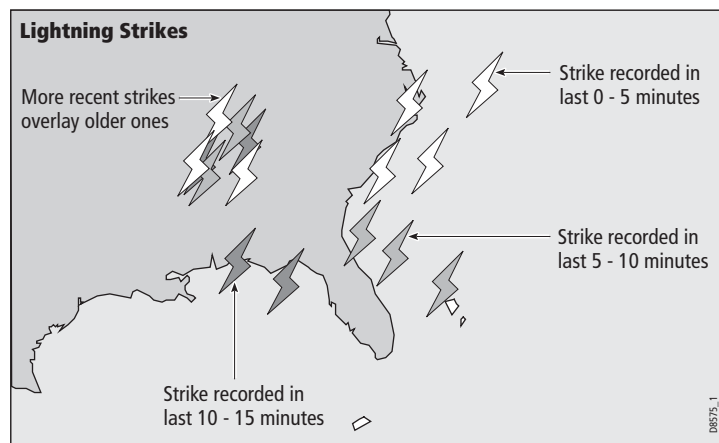 Lightning Strikes
More recent strikes
overlay older ones
Strike recorded in
last 0 - 5 minutes
Strike recorded in
last 5 - 10 minutes
Strike recorded in
last 10 - 15 minutes
D8575_1